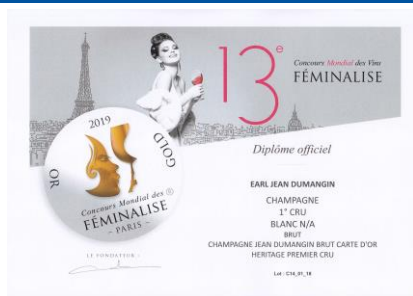 13e
Concours Mondial des Vins
FÉMINALISE
Diplôme officiel
2019
OR
GOLD
Concours Mondial des
FÉMINALISE
~ PARIS ~
LE FONDATEUR :
EARL JEAN DUMANGIN
CHAMPAGNE
1° CRU
BLANC N/A
BRUT
CHAMPAGNE JEAN DUMANGIN BRUT CARTE D'OR
HERITAGE PREMIER CRU
Lot : C14_01_18